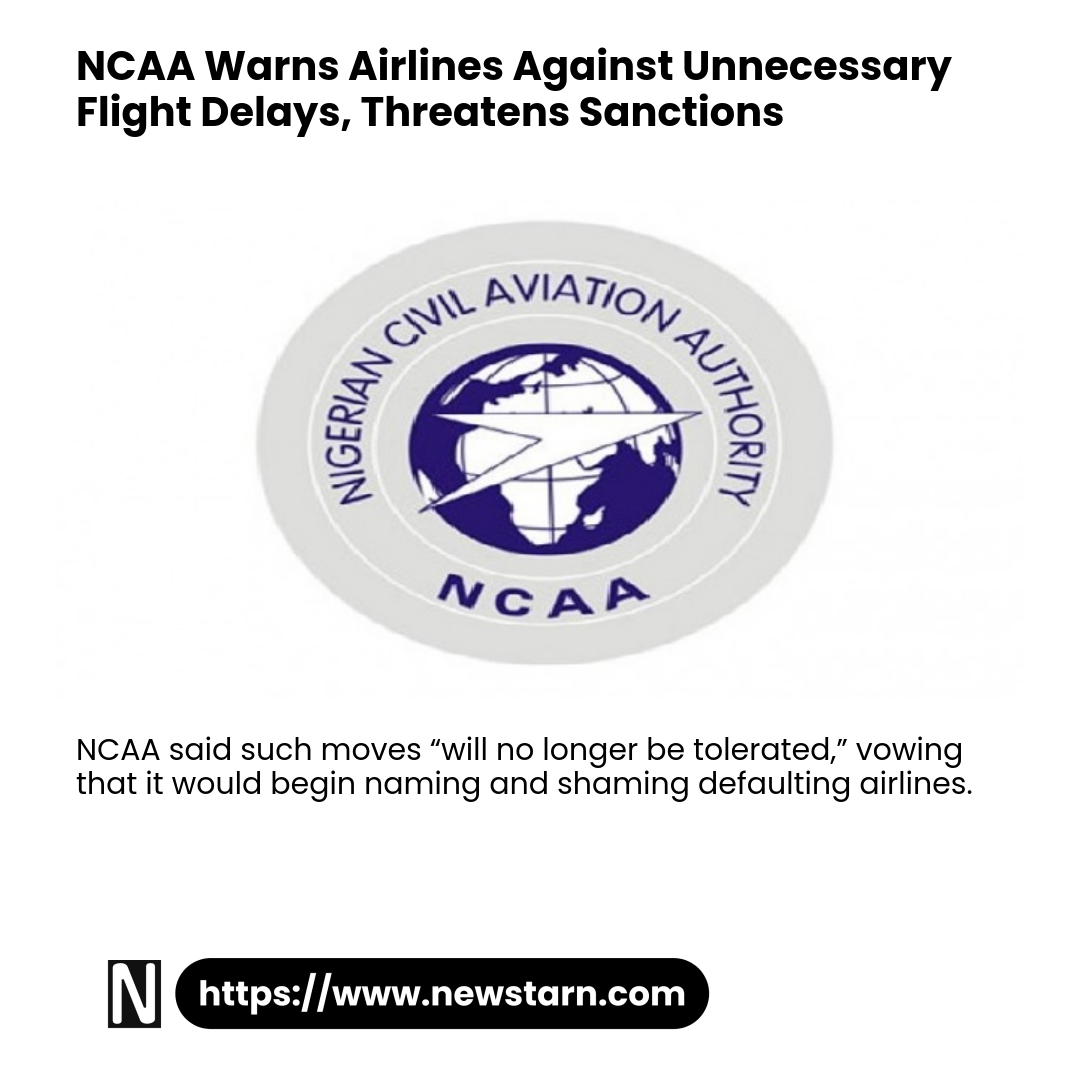 NCAA Warns Airlines Against Unnecessary
Flight Delays, Threatens Sanctions
NIGERIAN CIVIL AVIATION AUTHORITY
NCAA
NCAA said such moves “will no longer be tolerated,” vowing
that it would begin naming and shaming defaulting airlines.
N
https://www.newstarn.com